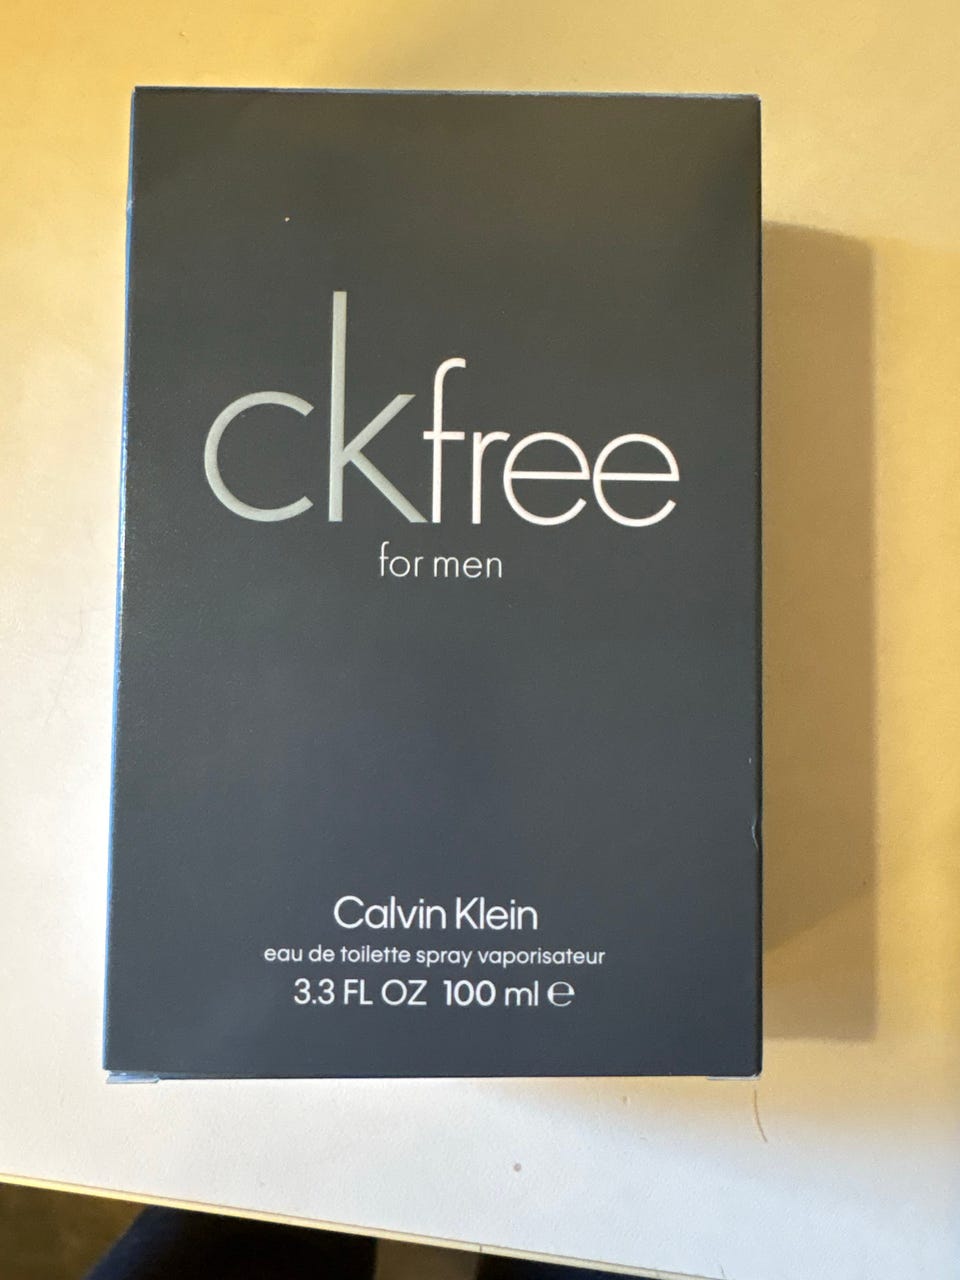 ckfree
for men
Calvin Klein
eau de toilette spray vaporisateur
3.3 FL OZ 100 ml ℮